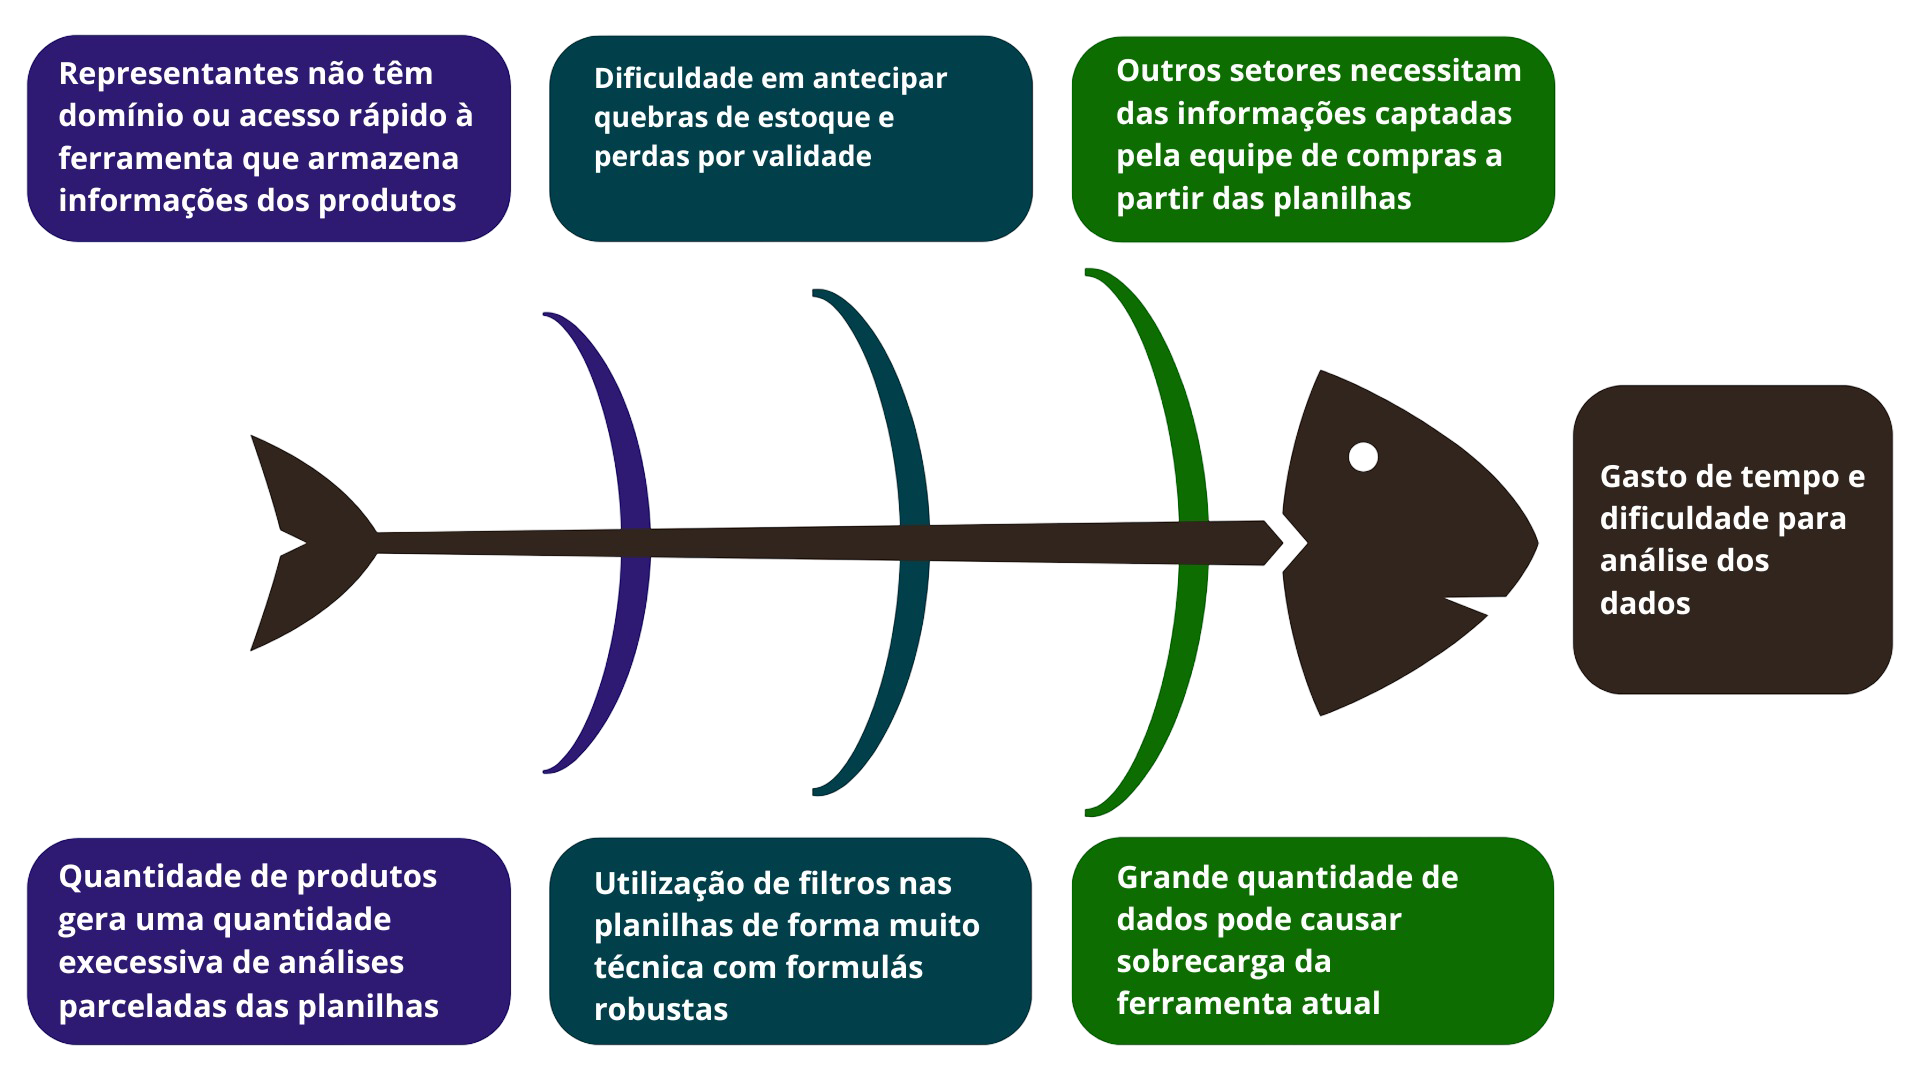 Representantes não têm
domínio ou acesso rápido à
ferramenta que armazena
informações dos produtos
Dificuldade em antecipar
quebras de estoque e
perdas por validade
Outros setores necessitam
das informações captadas
pela equipe de compras a
partir das planilhas
Gasto de tempo e
dificuldade para
análise dos
dados
Quantidade de produtos
gera uma quantidade
execessiva de análises
parceladas das planilhas
Utilização de filtros nas
planilhas de forma muito
técnica com formulás
robustas
Grande quantidade de
dados pode causar
sobrecarga da
ferramenta atual